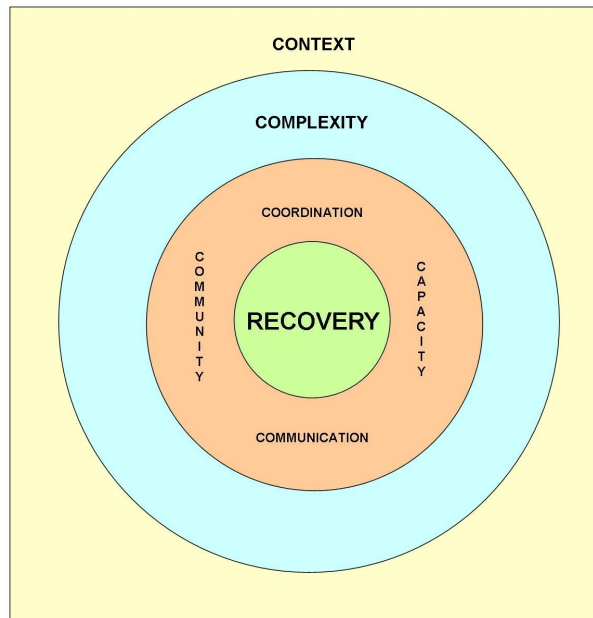 CONTEXT
COMPLEXITY
COORDINATION
COMMUNITY
RECOVERY
CAPACITY
COMMUNICATION